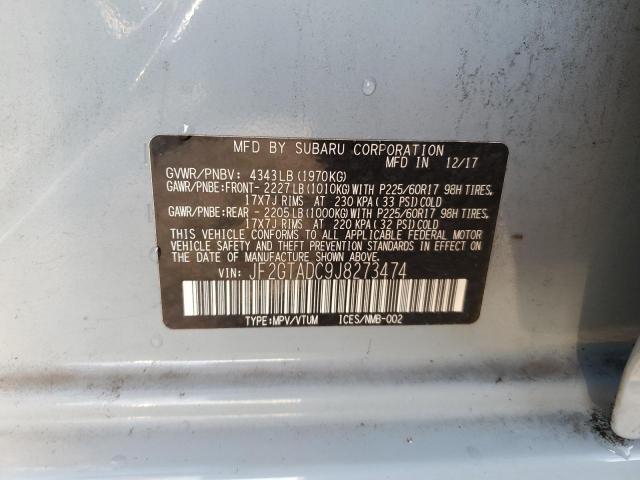 MFD BY SUBARU CORPORATION
MFD IN 12/17
GVWR/PNBV: 4343LB(1970KG)
GAWR/PNBE:FRONT- 2227LB(1010KG)WITH P225/60R17 98H TIRES,
17X7J RIMS AT 230 KPA(33 PSI)COLD
GAWR/PNBE:REAR - 2205LB(1000KG)WITH P225/60R17 98H TIRES,
17X7J RIMS AT 220 KPA(32 PSI)COLD
THIS VEHICLE CONFORMS TO ALL APPLICABLE FEDERAL MOTOR
VEHICLE SAFETY AND THEFT PREVENTION STANDARDS IN EFFECT ON
THE DATE OF MANUFACTURE SHOWN ABOVE.
VIN: JF2GTADC9J8273474
TYPE:MPV/VTUM ICES/NMB-002